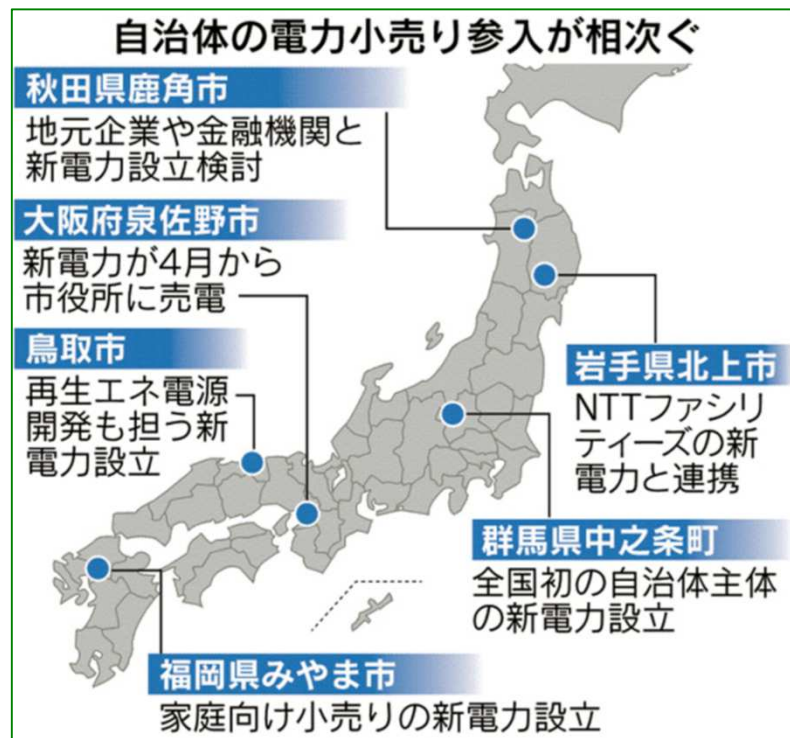 自治体の電力小売り参入が相次ぐ
秋田県鹿角市
地元企業や金融機関と
新電力設立検討
大阪府泉佐野市
新電力が4月から
市役所に売電
鳥取市
再生エネ電源
開発も担う新
電力設立
岩手県北上市
NTTファシリ
ティーズの新
電力と連携
群馬県中之条町
全国初の自治体主体
の新電力設立
福岡県みやま市
家庭向け小売りの新電力設立